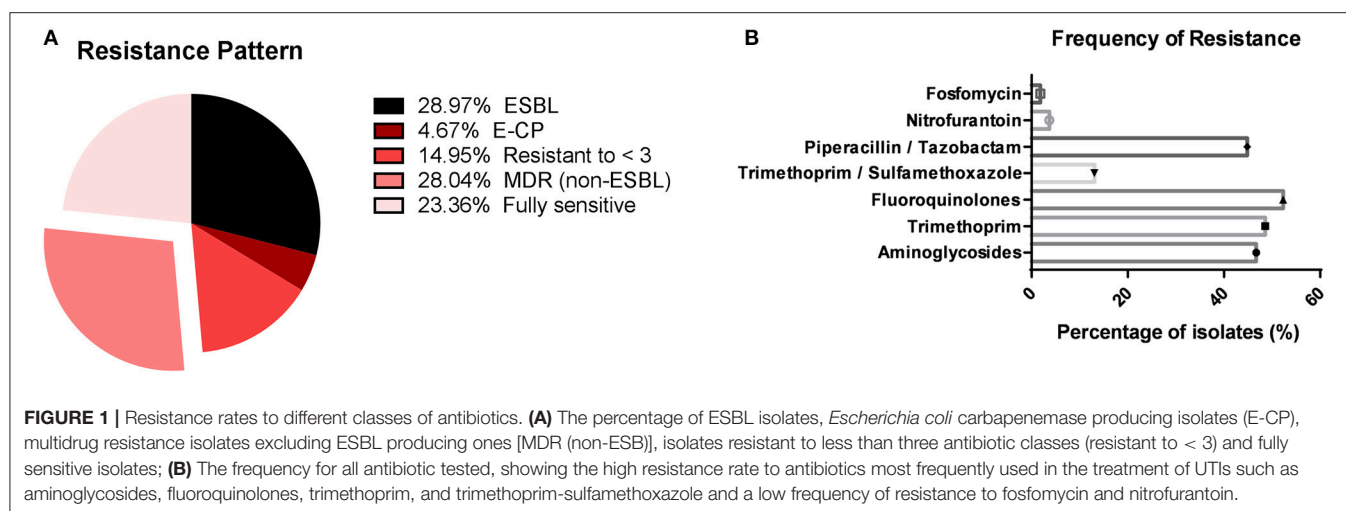 A
Resistance Pattern
28.97% ESBL
4.67% E-CP
14.95% Resistant to < 3
28.04% MDR (non-ESBL)
23.36% Fully sensitive
B
Frequency of Resistance
Fosfomycin
Nitrofurantoin
Piperacillin / Tazobactam
Trimethoprim / Sulfamethoxazole
Fluoroquinolones
Trimethoprim
Aminoglycosides
0 20 40 60
Percentage of isolates (%)
FIGURE 1 | Resistance rates to different classes of antibiotics. (A) The percentage of ESBL isolates, Escherichia coli carbapenemase producing isolates (E-CP),
multidrug resistance isolates excluding ESBL producing ones [MDR (non-ESB)], isolates resistant to less than three antibiotic classes (resistant to < 3) and fully
sensitive isolates; (B) The frequency for all antibiotic tested, showing the high resistance rate to antibiotics most frequently used in the treatment of UTIs such as
aminoglycosides, fluoroquinolones, trimethoprim, and trimethoprim-sulfamethoxazole and a low frequency of resistance to fosfomycin and nitrofurantoin.